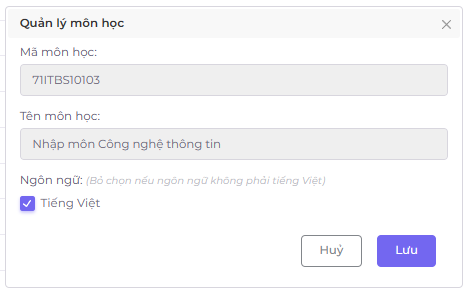 Quản lý môn học
Mã môn học:
71ITBS10103
Tên môn học:
Nhập môn Công nghệ thông tin
Ngôn ngữ: (Bỏ chọn nếu ngôn ngữ không phải tiếng Việt)
Tiếng Việt
Huỷ Lưu